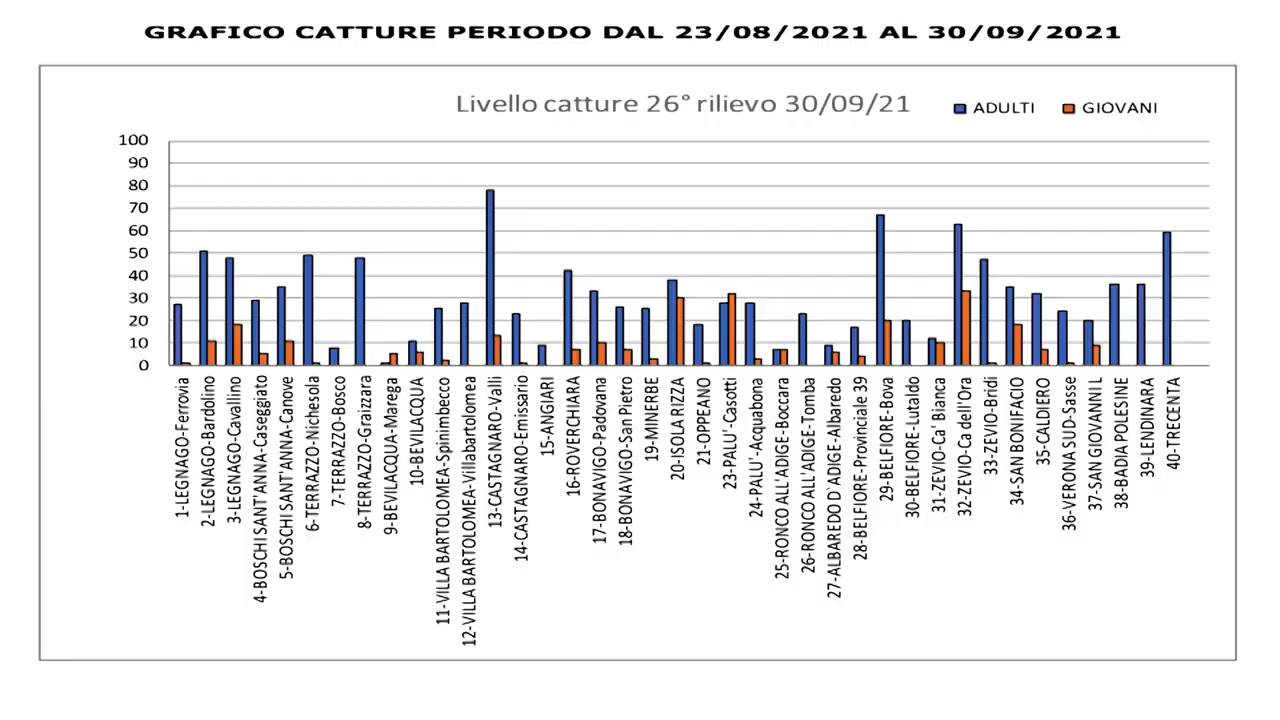 GRAFICO CATTURE PERIODO DAL 23/08/2021 AL 30/09/2021
Livello catture 26° rilievo 30/09/21
ADULTI
GIOVANI
100
90
80
70
60
50
40
30
20
10
0
1-LEGNAGO-Ferrovia
2-LEGNAGO-Bardolino
3-LEGNAGO-Cavallino
4-BOSCHI SANT'ANNA-Caseggiato
5-BOSCHI SANT'ANNA-Canove
6-TERRAZZO-Nichesola
7-TERRAZZO-Bosco
8-TERRAZZO-Graizzara
9-BEVILACQUA-Marega
10-BEVILACQUA
11-VILLA BARTOLOMEA-Spinimbecco
12-VILLA BARTOLOMEA-Villabartolomea
13-CASTAGNARO-Valli
14-CASTAGNARO-Emissario
15-ANGIARI
16-ROVERCHIARA
17-BONAVIGO-Padovana
18-BONAVIGO-San Pietro
19-MINERBE
20-ISOLA RIZZA
21-OPPEANO
23-PALU'-Casotti
24-PALU'-Acquabona
25-RONCO ALL'ADIGE-Boccara
26-RONCO ALL'ADIGE-Tomba
27-ALBAREDO D`ADIGE-Albaredo
28-BELFIORE-Provinciale 39
29-BELFIORE-Bova
30-BELFIORE-Lutaldo
31-ZEVIO-Ca' Bianca
32-ZEVIO-Ca dell'Ora
33-ZEVIO-Bridi
34-SAN BONIFACIO
35-CALDIERO
36-VERONA SUD-Sasse
37-SAN GIOVANNI L
38-BADIA POLESINE
39-LENDINARA
40-TRECENTA